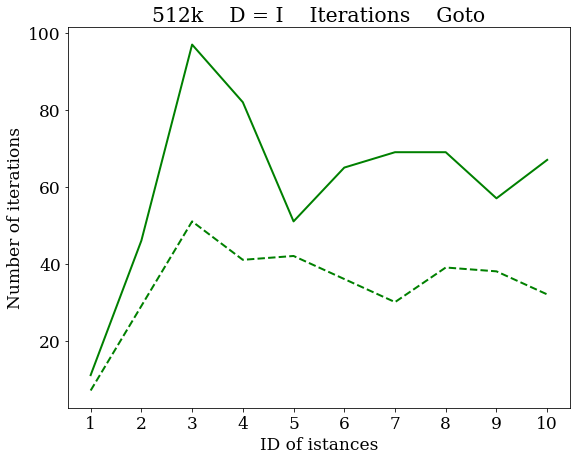 512k D = I Iterations Goto
Number of iterations
100
80
60
40
20
1 2 3 4 5 6 7 8 9 10
ID of istances